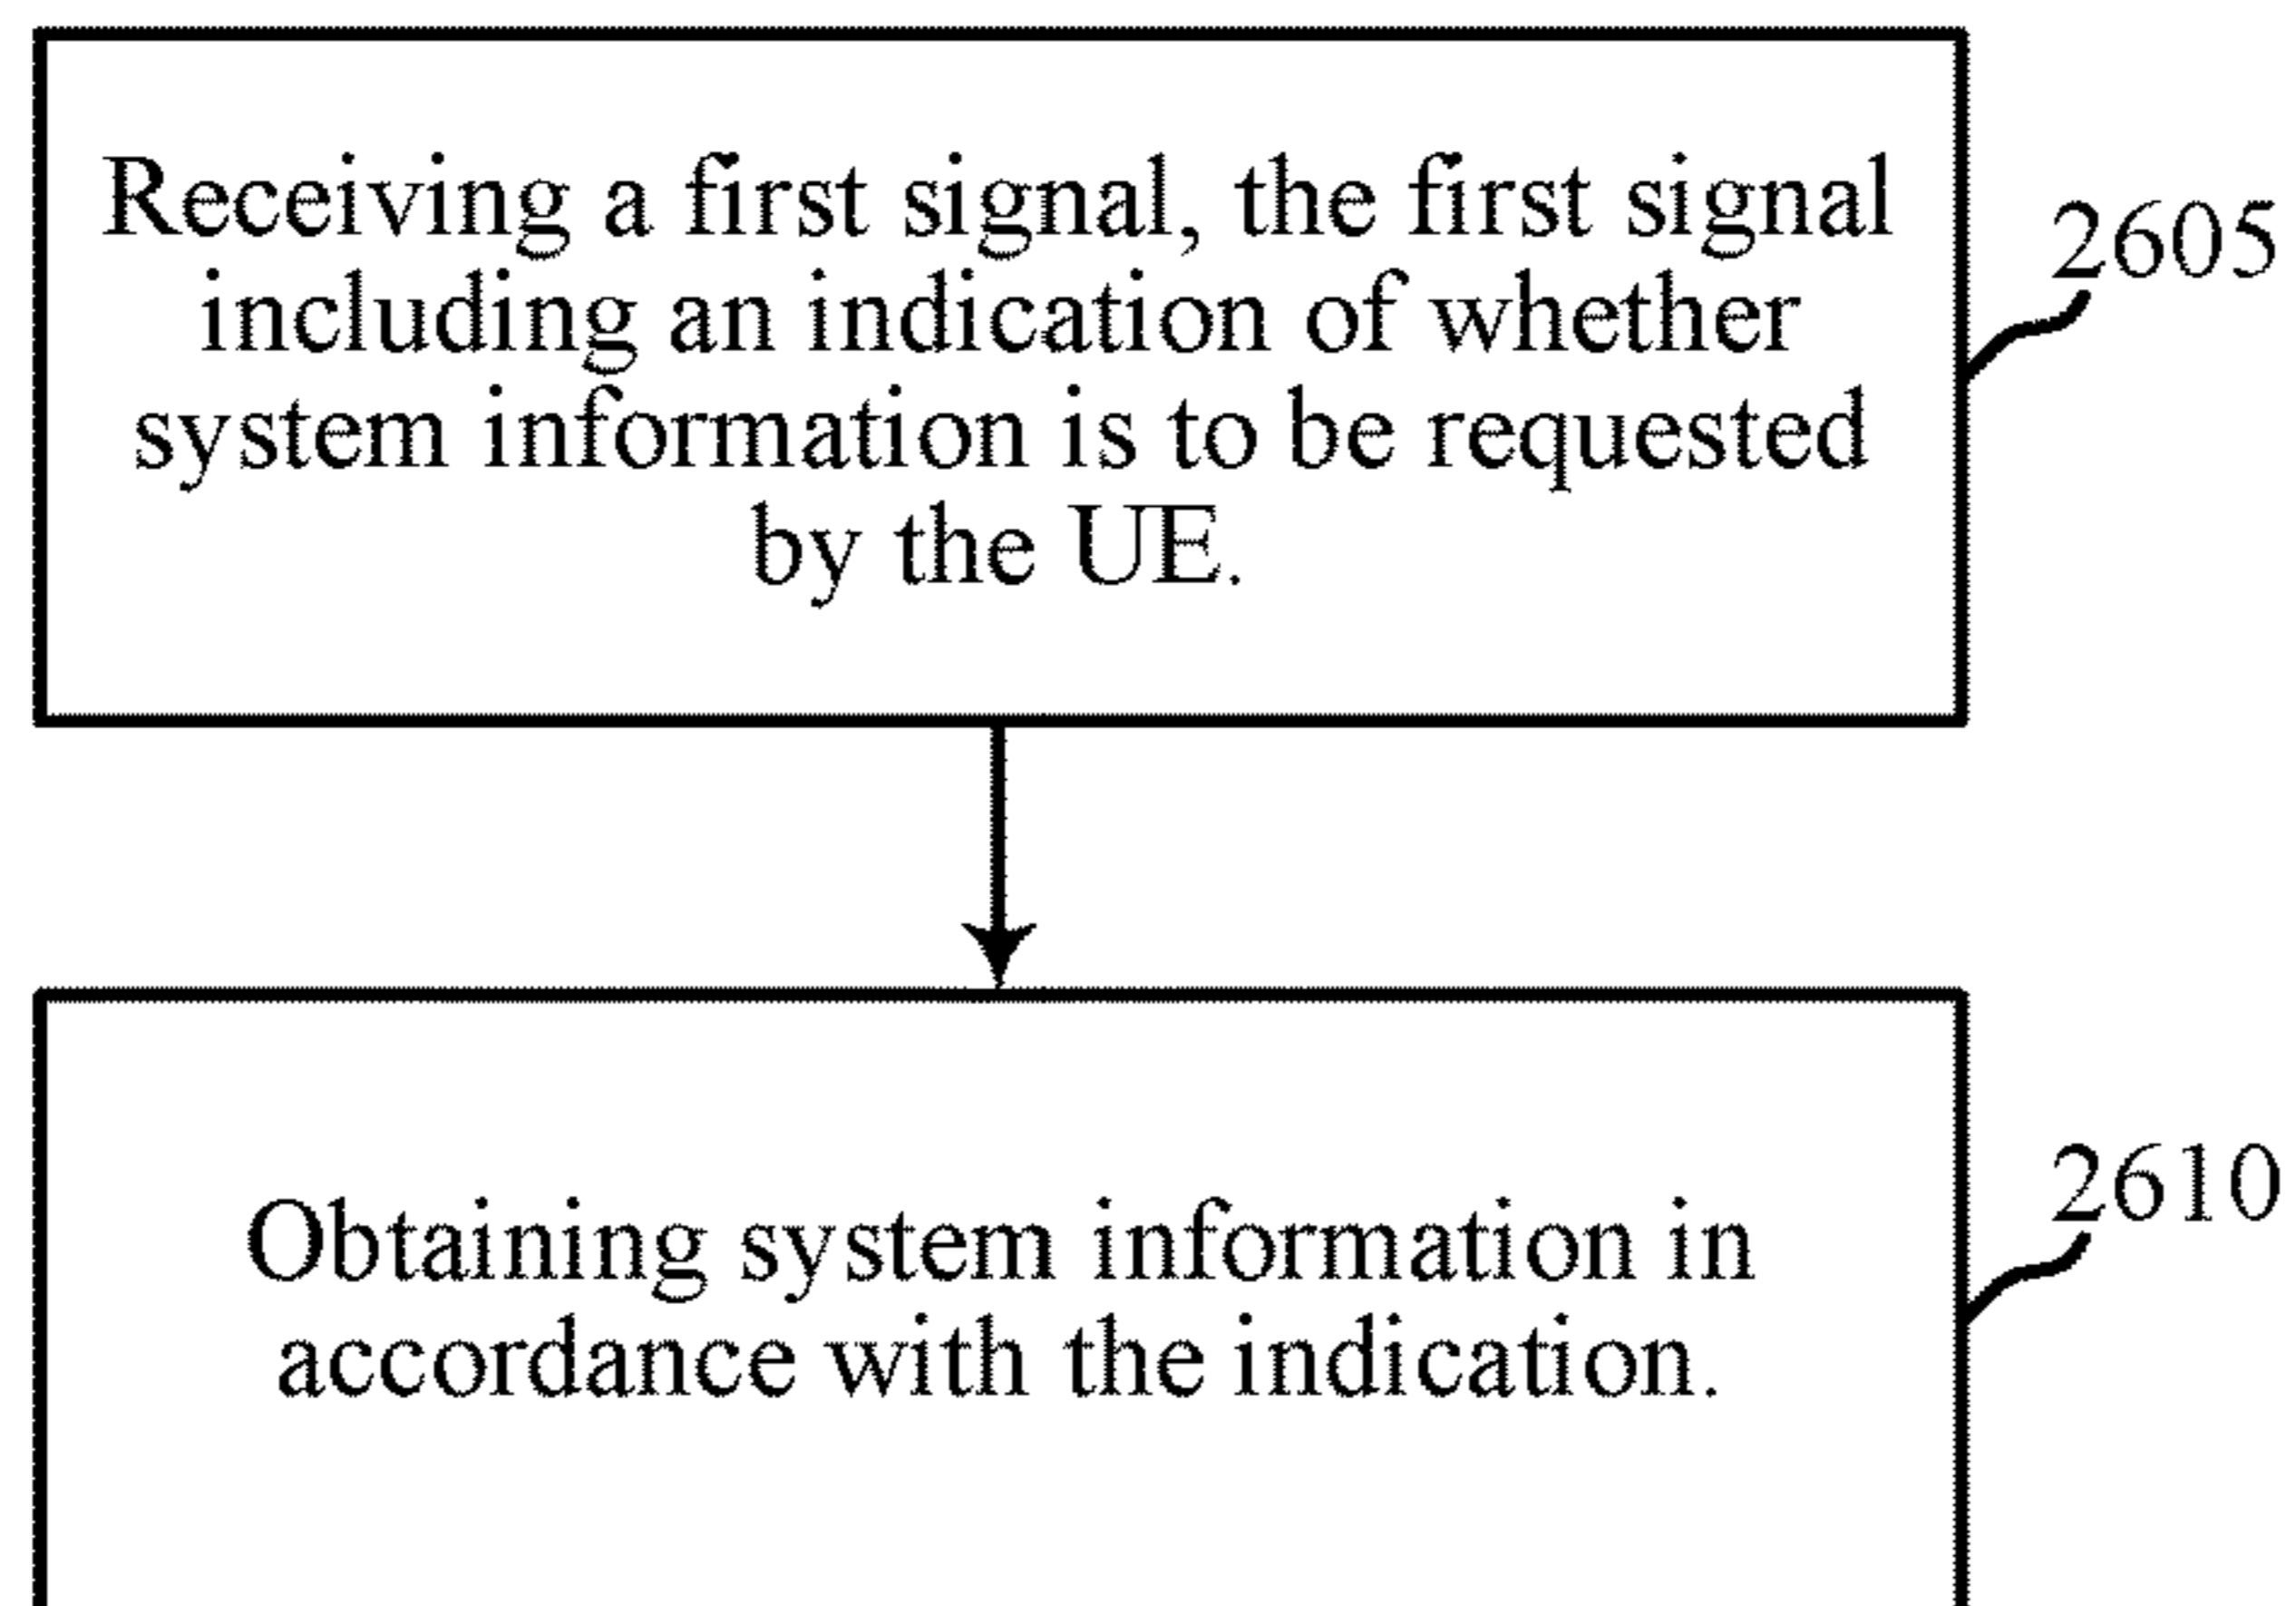 Receiving a first signal, the first signal
including an indication of whether
system information is to be requested
by the UE.
2605
Obtaining system information in
accordance with the indication.
2610